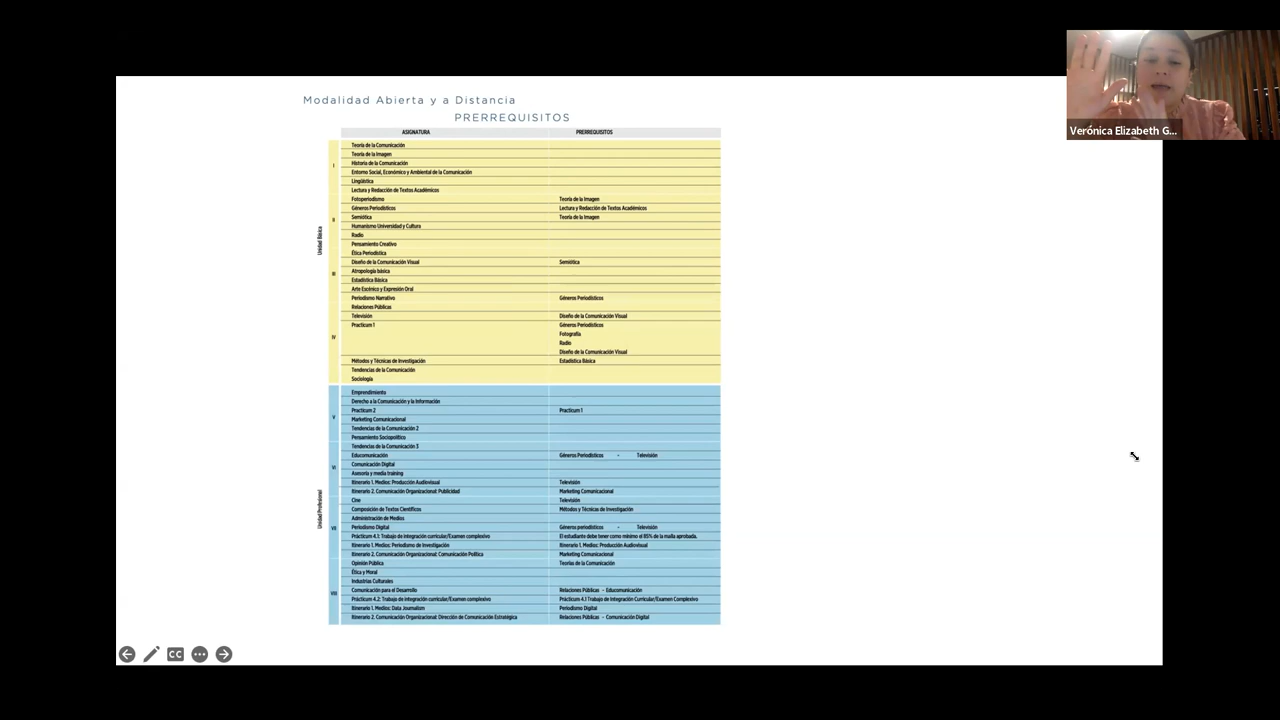 Modalidad Abierta y a Distancia
PRERREQUISITOS
ASIGNATURA PRERREQUISITOS
Unidad Básica
I
Teoría de la Comunicación
Teoría de la Imagen
Historia de la Comunicación
Entorno Social, Económico y Ambiental de la Comunicación
Lingüística
Lectura y Redacción de Textos Académicos
II
Fotoperiodismo Teoría de la Imagen
Géneros Periodísticos Lectura y Redacción de Textos Académicos
Semiótica Teoría de la Imagen
Humanismo Universidad y Cultura
Radio
Pensamiento Creativo
Ética Periodística
III
Diseño de la Comunicación Visual Semiótica
Atropología básica
Estadística Básica
Arte Escénico y Expresión Oral
Periodismo Narrativo Géneros Periodísticos
Relaciones Públicas
IV
Televisión Diseño de la Comunicación Visual
Practicum 1 Géneros Periodísticos
Fotografía
Radio
Diseño de la Comunicación Visual
Métodos y Técnicas de Investigación Estadística Básica
Tendencias de la Comunicación
Sociología
Unidad Profesional
V
Emprendimiento
Derecho a la Comunicación y la Información
Practicum 2 Practicum 1
Marketing Comunicacional
Tendencias de la Comunicación 2
Pensamiento Sociopolítico
VI
Tendencias de la Comunicación 3
Educomunicación Géneros Periodísticos - Televisión
Comunicación Digital
Asesoría y media training
Itinerario 1. Medios: Producción Audiovisual Televisión
Itinerario 2. Comunicación Organizacional: Publicidad Marketing Comunicacional
VII
Cine Televisión
Composición de Textos Científicos Métodos y Técnicas de Investigación
Administración de Medios
Periodismo Digital Géneros periodísticos - Televisión
Prácticum 4.1: Trabajo de integración curricular/Examen complexivo El estudiante debe tener como mínimo el 85% de la malla aprobada.
Itinerario 1. Medios: Periodismo de Investigación Itinerario 1. Medios: Producción Audiovisual
Itinerario 2. Comunicación Organizacional: Comunicación Política Marketing Comunicacional
VIII
Opinión Pública Teorías de la Comunicación
Ética y Moral
Industrias Culturales
Comunicación para el Desarrollo Relaciones Públicas - Educomunicación
Prácticum 4.2: Trabajo de integración curricular/Examen complexivo Prácticum 4.1 Trabajo de Integración Curricular/Examen Complexivo
Itinerario 1. Medios: Data Journalism Periodismo Digital
Itinerario 2. Comunicación Organizacional: Dirección de Comunicación Estratégica Relaciones Públicas - Comunicación Digital
CC
Verónica Elizabeth G...